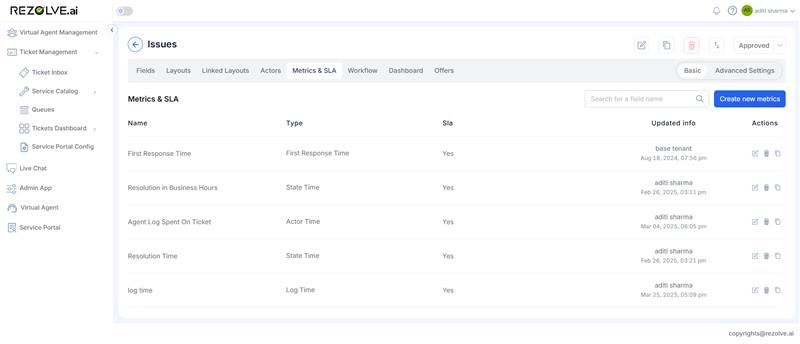 REZOLVE.ai
AS aditi sharma
Virtual Agent Management
Ticket Management
Ticket Inbox
Service Catalog
Queues
Tickets Dashboard
Service Portal Config
Live Chat
Admin App
Virtual Agent
Service Portal
Issues
Approved
Fields Layouts Linked Layouts Actors Metrics & SLA Workflow Dashboard Offers Basic Advanced Settings
Metrics & SLA
Search for a field name
Create new metrics
Name Type Sla Updated info Actions
First Response Time First Response Time Yes base tenant
Aug 18, 2024, 07:56 pm
Resolution in Business Hours State Time Yes aditi sharma
Feb 26, 2025, 03:11 pm
Agent Log Spent On Ticket Actor Time Yes aditi sharma
Mar 04, 2025, 06:05 pm
Resolution Time State Time Yes aditi sharma
Feb 26, 2025, 03:21 pm
log time Log Time Yes aditi sharma
Mar 25, 2025, 05:09 pm
copyrights@rezolve.ai